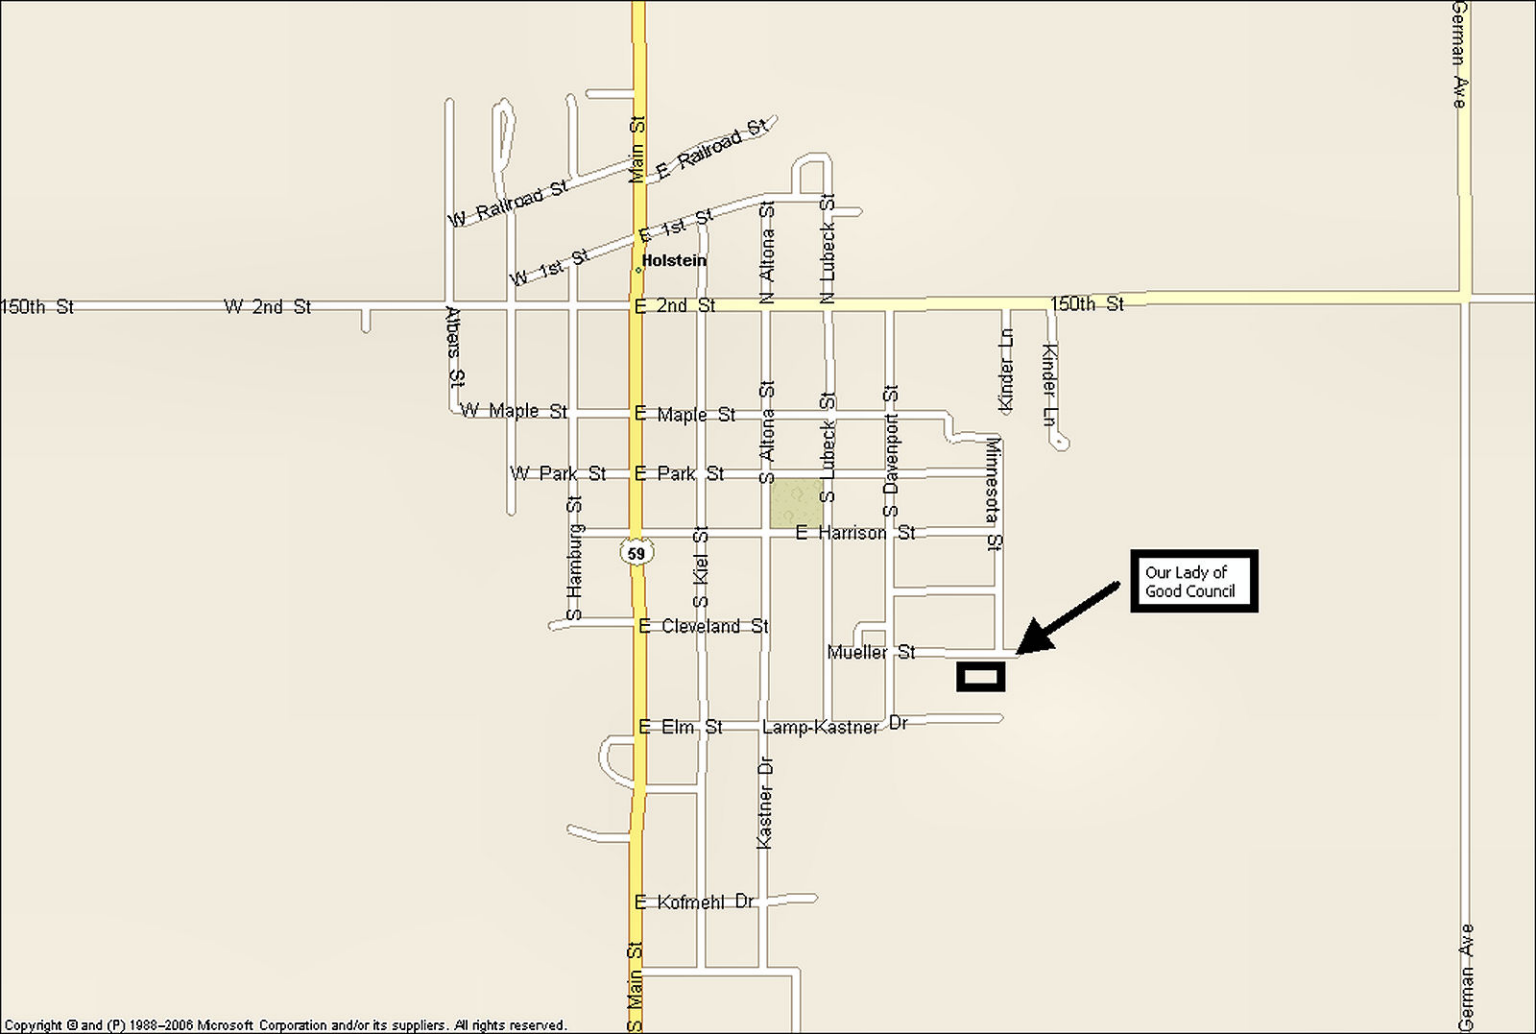 German Ave
Main St
E Railroad St
W Railroad St
E 1st St
W 1st St
N Altona St
N Lubeck St
Holstein
150th St
W 2nd St
E 2nd St
150th St
Albers St
Kinder Ln
Kinder Ln
W Maple St
E Maple St
S Altona St
S Lubeck St
S Davenport St
W Park St
E Park St
Minnesota St
S Hamburg St
E Harrison St
59
S Kiel St
Our Lady of
Good Council
E Cleveland St
Mueller St
E Elm St
Lamp-Kastner Dr
Kastner Dr
E Kofmehl Dr
S Main St
German Ave
Copyright © and (P) 1988–2006 Microsoft Corporation and/or its suppliers. All rights reserved.